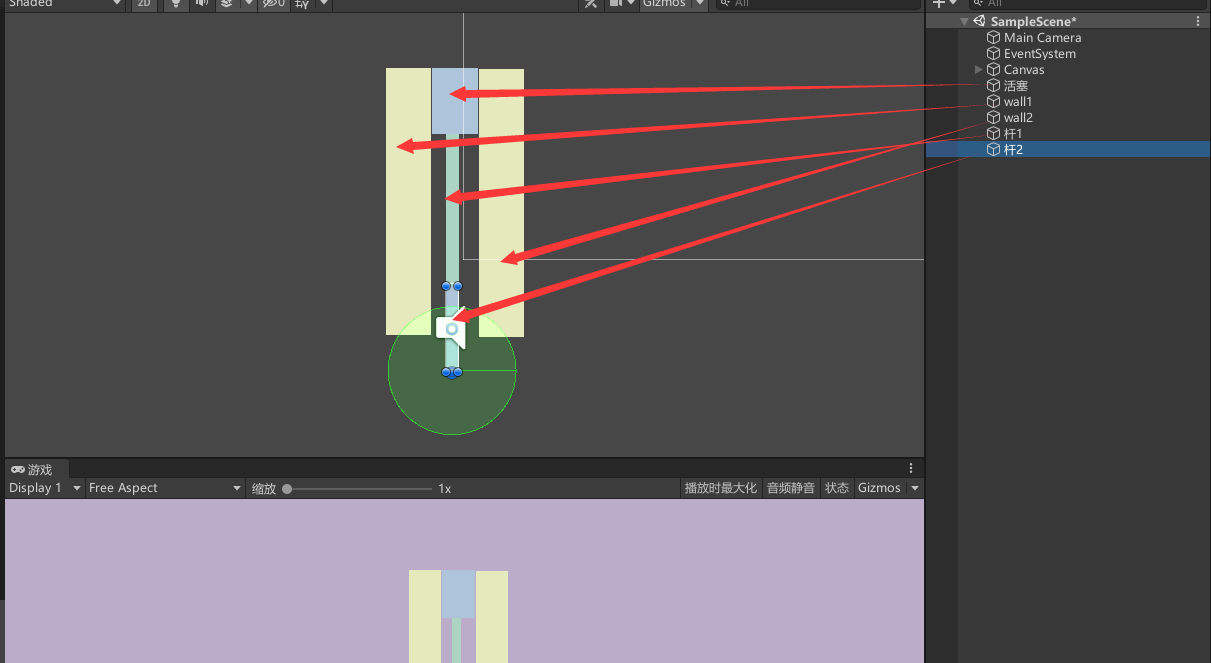 Shaded 2D 0 Gizmos All All
SampleScene*
Main Camera
EventSystem
Canvas
活塞
wall1
wall2
杆1
杆2
游戏
Display 1 Free Aspect 缩放 1x 播放时最大化 音频静音 状态 Gizmos